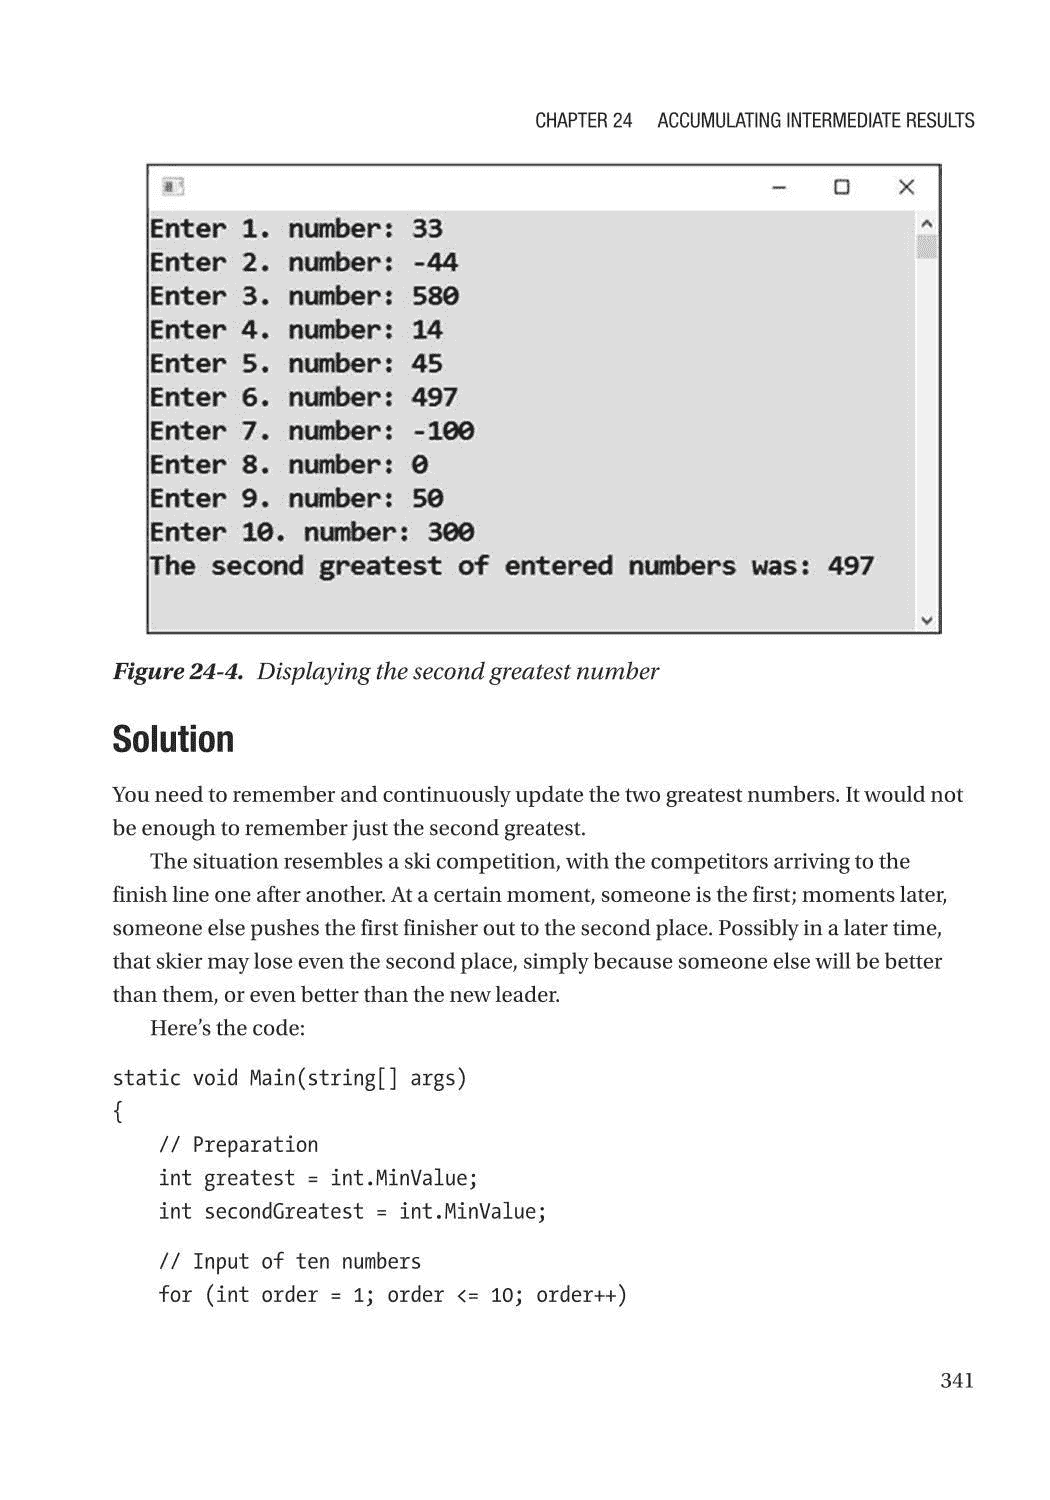 CHAPTER 24 ACCUMULATING INTERMEDIATE RESULTS
Enter 1. number: 33
Enter 2. number: -44
Enter 3. number: 580
Enter 4. number: 14
Enter 5. number: 45
Enter 6. number: 497
Enter 7. number: -100
Enter 8. number: 0
Enter 9. number: 50
Enter 10. number: 300
The second greatest of entered numbers was: 497
Figure 24-4. Displaying the second greatest number
Solution
You need to remember and continuously update the two greatest numbers. It would not
be enough to remember just the second greatest.
The situation resembles a ski competition, with the competitors arriving to the
finish line one after another. At a certain moment, someone is the first; moments later,
someone else pushes the first finisher out to the second place. Possibly in a later time,
that skier may lose even the second place, simply because someone else will be better
than them, or even better than the new leader.
Here’s the code:
static void Main(string[] args)
{
    // Preparation
    int greatest = int.MinValue;
    int secondGreatest = int.MinValue;
    // Input of ten numbers
    for (int order = 1; order <= 10; order++)
341